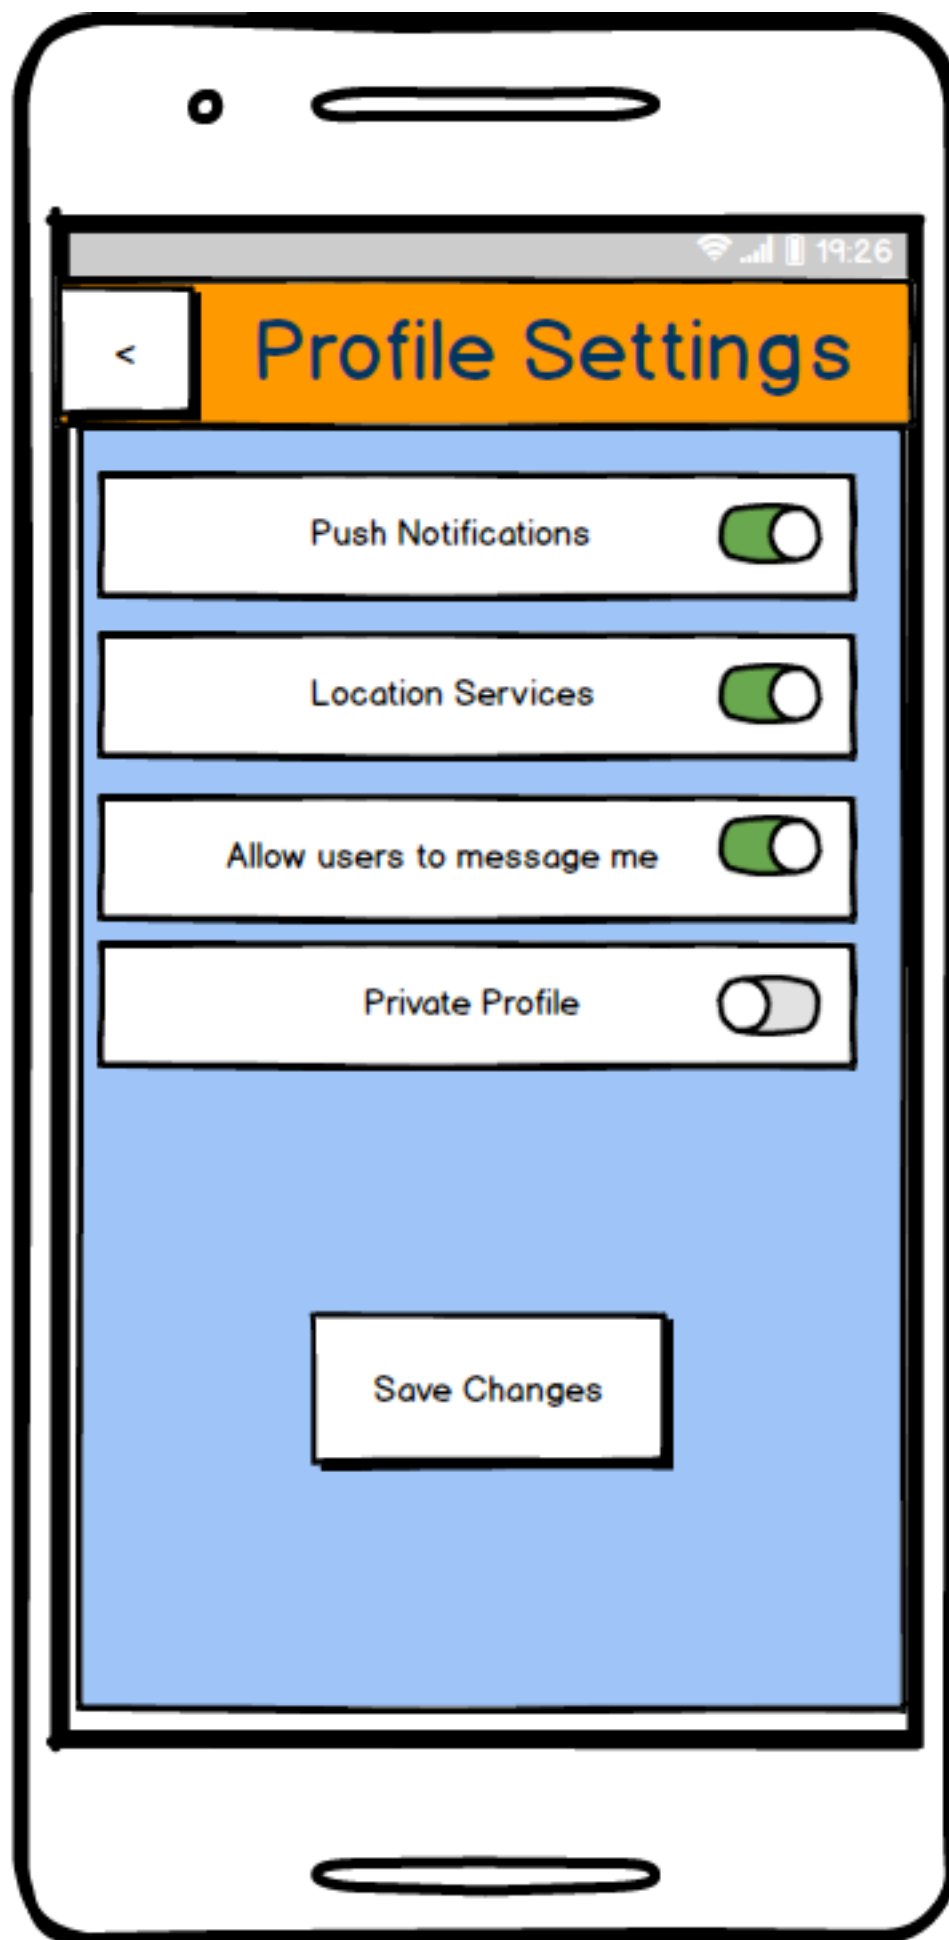 19:26
< Profile Settings
Push Notifications
Location Services
Allow users to message me
Private Profile
Save Changes